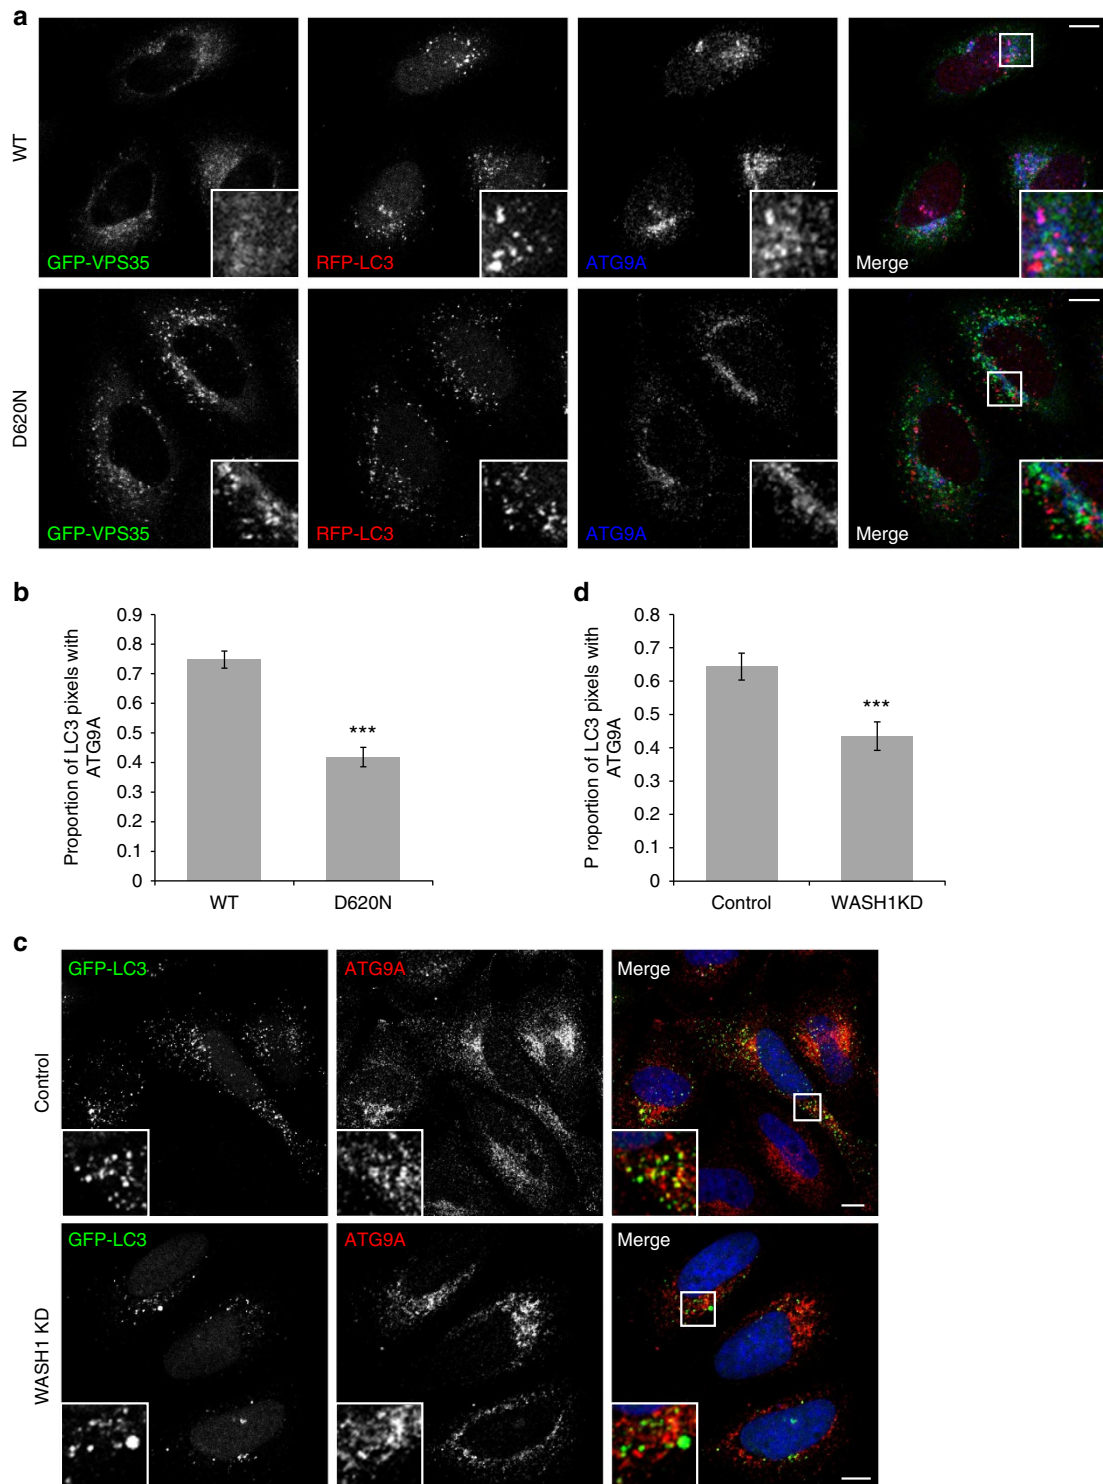 a
WT
GFP-VPS35
RFP-LC3
ATG9A
Merge
D620N
GFP-VPS35
RFP-LC3
ATG9A
Merge
b
Proportion of LC3 pixels with
ATG9A
0.9
0.8
0.7
0.6
0.5
0.4
0.3
0.2
0.1
0
***
WT
D620N
d
P roportion of LC3 pixels with
ATG9A
0.8
0.7
0.6
0.5
0.4
0.3
0.2
0.1
0
***
Control
WASH1KD
c
Control
GFP-LC3
ATG9A
Merge
WASH1 KD
GFP-LC3
ATG9A
Merge